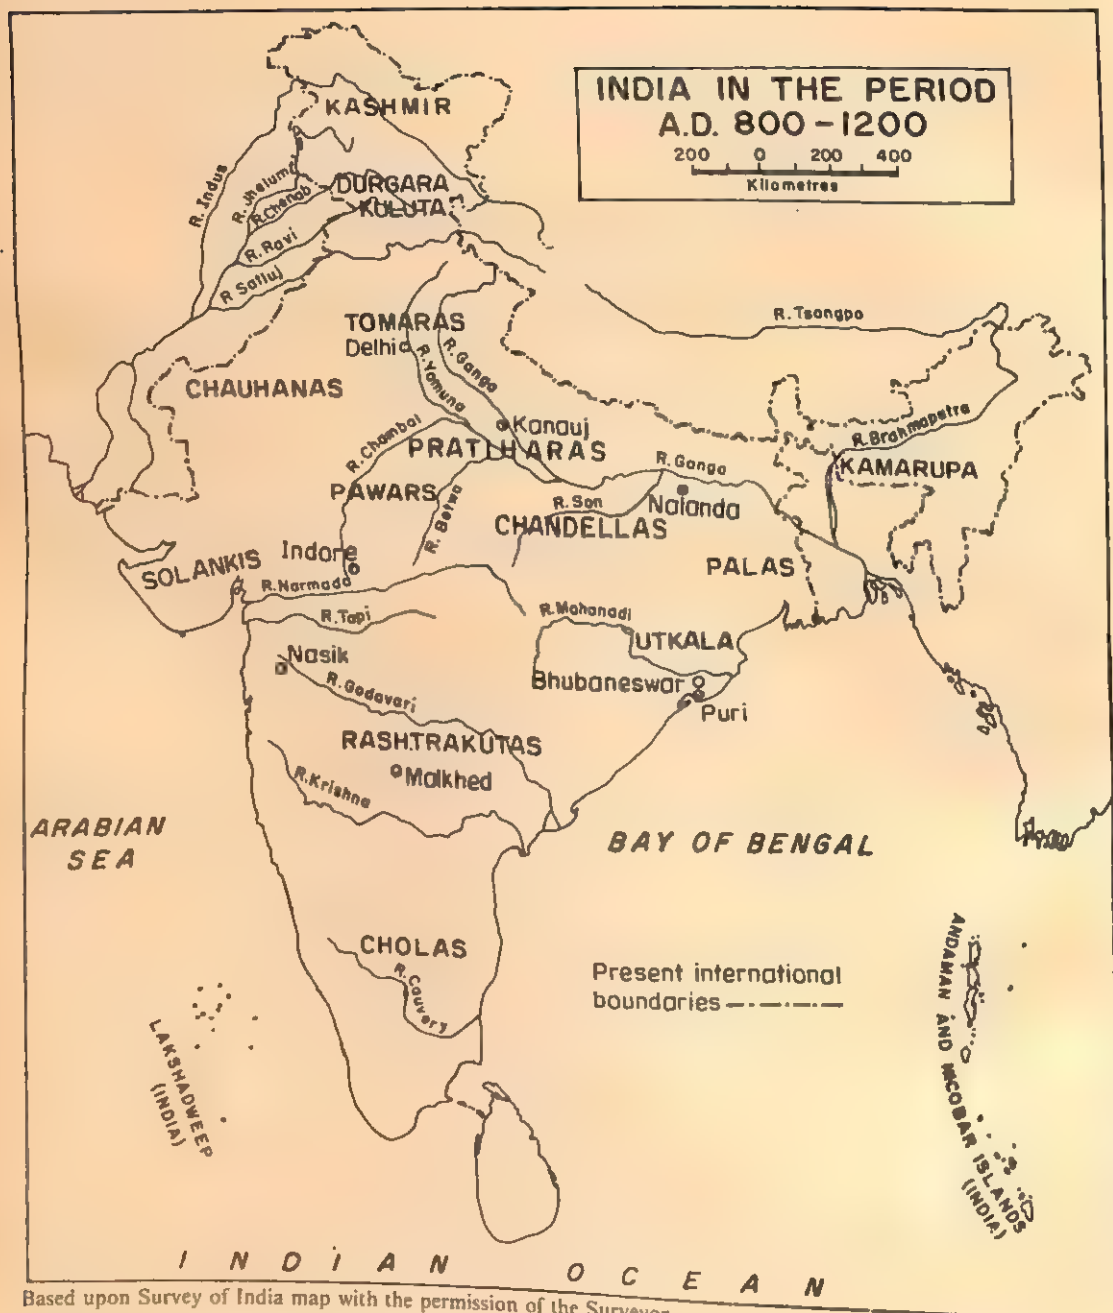 INDIA IN THE PERIOD
A.D. 800-1200
200 0 200 400
Kilometres
KASHMIR
R. Indus
R. Jhelum
R. Chenab
DURGARA
KULUTA
R. Ravi
R. Satluj
R. Tsangpo
TOMARAS
Delhi
R. Yamuna
R. Ganga
CHAUHANAS
R. Chambal
Kanauj
PRATIHARAS
R. Brahmaputra
KAMARUPA
R. Ganga
PAWARS
R. Betwa
R. Son
Nalanda
CHANDELLAS
Indore
SOLANKIS
R. Narmada
PALAS
R. Tapi
R. Mahanadi
UTKALA
Nasik
R. Godavari
Bhubaneswar
Puri
RASHTRAKUTAS
Malkhed
R. Krishna
ARABIAN
SEA
BAY OF BENGAL
CHOLAS
R. Cauvery
Present international
boundaries
LAKSHADWEEP
(INDIA)
ANDAMAN AND NICOBAR ISLANDS
(INDIA)
INDIAN OCEAN
Based upon Survey of India map with the permission of the Surveyor